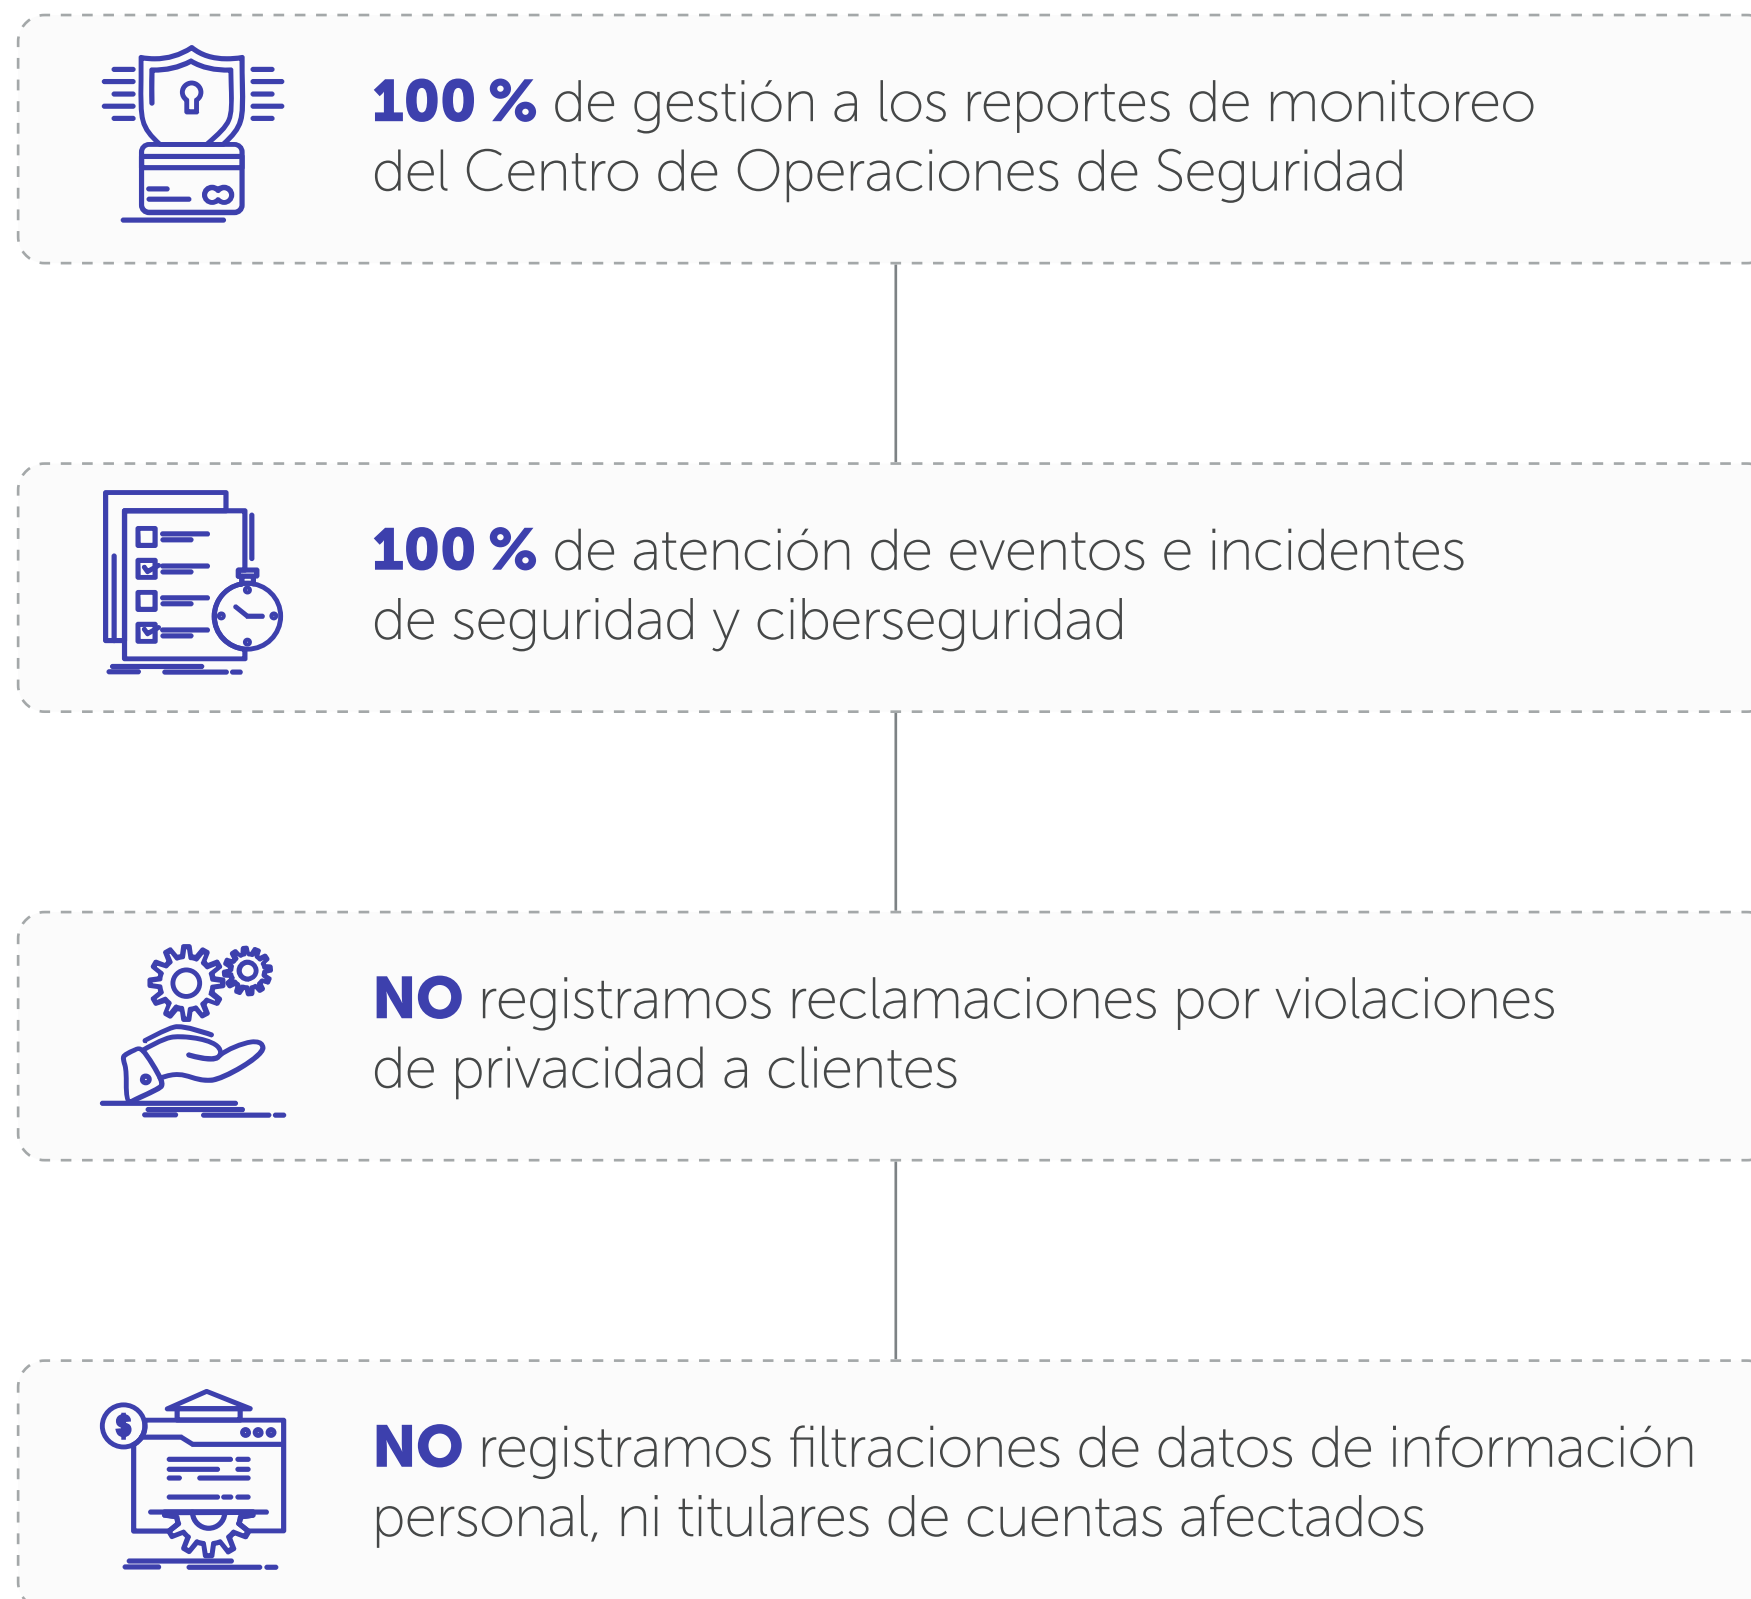 100 % de gestión a los reportes de monitoreo
del Centro de Operaciones de Seguridad
100 % de atención de eventos e incidentes
de seguridad y ciberseguridad
NO registramos reclamaciones por violaciones
de privacidad a clientes
$
NO registramos filtraciones de datos de información
personal, ni titulares de cuentas afectados